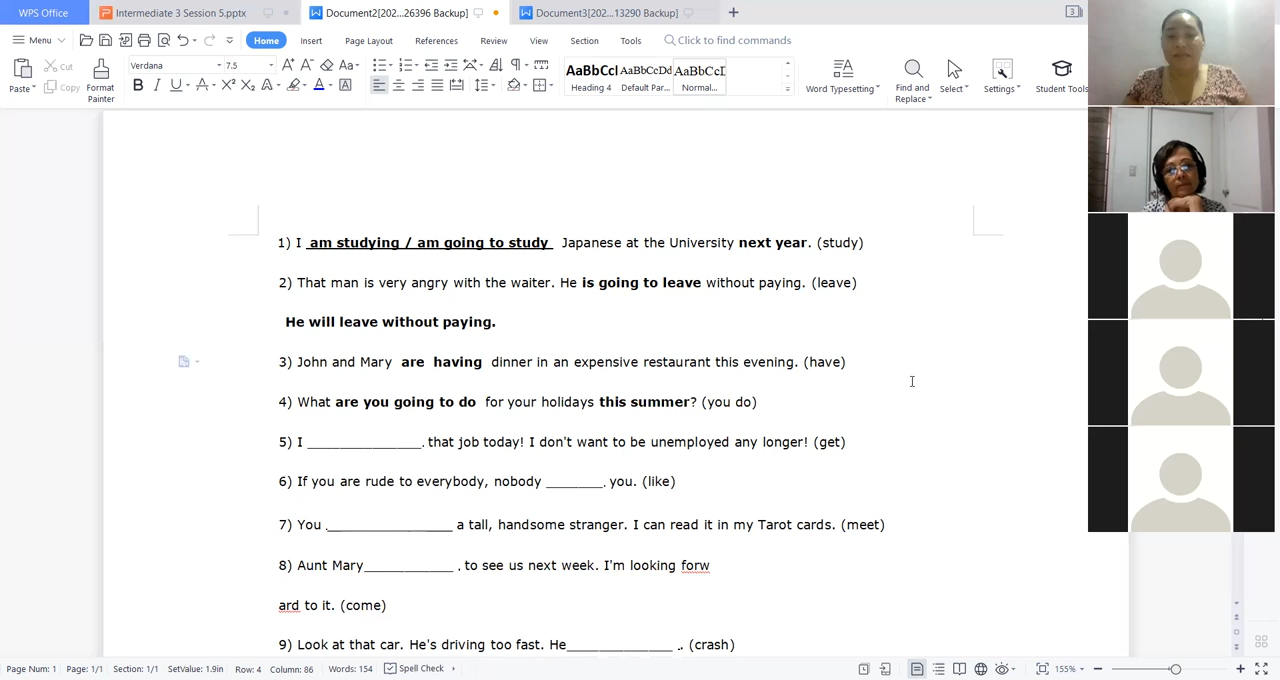 WPS Office
Intermediate 3 Session 5.pptx
Document2[202...26396 Backup]
Document3[202...13290 Backup]
+
3
Menu
Home
Insert
Page Layout
References
Review
View
Section
Tools
Click to find commands
Paste
Cut
Copy
Format Painter
Verdana
7.5
AaBbCcl
Heading 4
AaBbCcDd
Default Par...
AaBbCcD
Normal...
Word Typesetting
Find and Replace
Select
Settings
Student Tools
1) I am studying / am going to study Japanese at the University next year. (study)
2) That man is very angry with the waiter. He is going to leave without paying. (leave)
He will leave without paying.
3) John and Mary are having dinner in an expensive restaurant this evening. (have)
4) What are you going to do for your holidays this summer? (you do)
5) I ______________. that job today! I don't want to be unemployed any longer! (get)
6) If you are rude to everybody, nobody _______. you. (like)
7) You .________________ a tall, handsome stranger. I can read it in my Tarot cards. (meet)
8) Aunt Mary___________ . to see us next week. I'm looking forw
ard to it. (come)
9) Look at that car. He's driving too fast. He_____________ .. (crash)
Page Num: 1
Page: 1/1
Section: 1/1
SetValue: 1.9in
Row: 4
Column: 86
Words: 154
Spell Check
155%